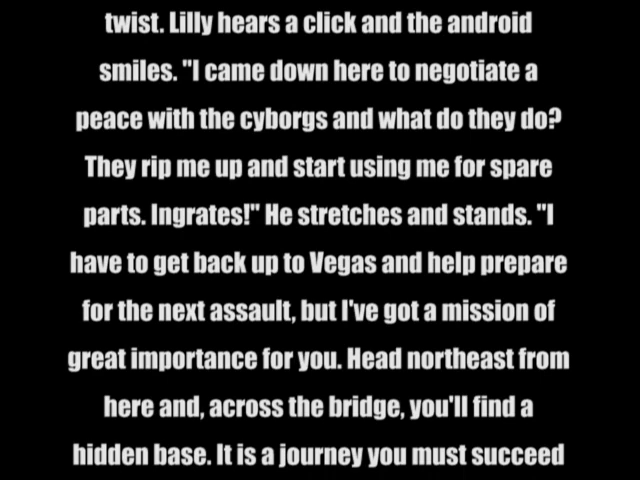 twist. Lilly hears a click and the android
smiles. "I came down here to negotiate a
peace with the cyborgs and what do they do?
They rip me up and start using me for spare
parts. Ingrates!" He stretches and stands. "I
have to get back up to Vegas and help prepare
for the next assault, but I've got a mission of
great importance for you. Head northeast from
here and, across the bridge, you'll find a
hidden base. It is a journey you must succeed